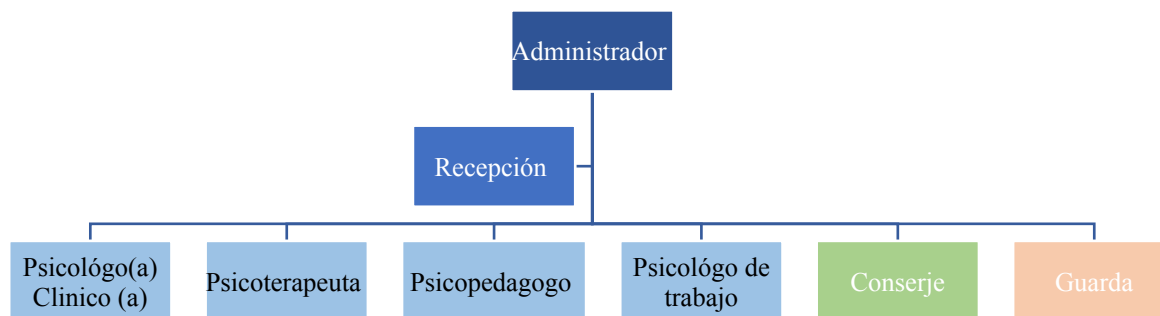 Administrador
Recepción
Psicológo(a)
Clinico (a)
Psicoterapeuta
Psicopedagogo
Psicológo de
trabajo
Conserje
Guarda